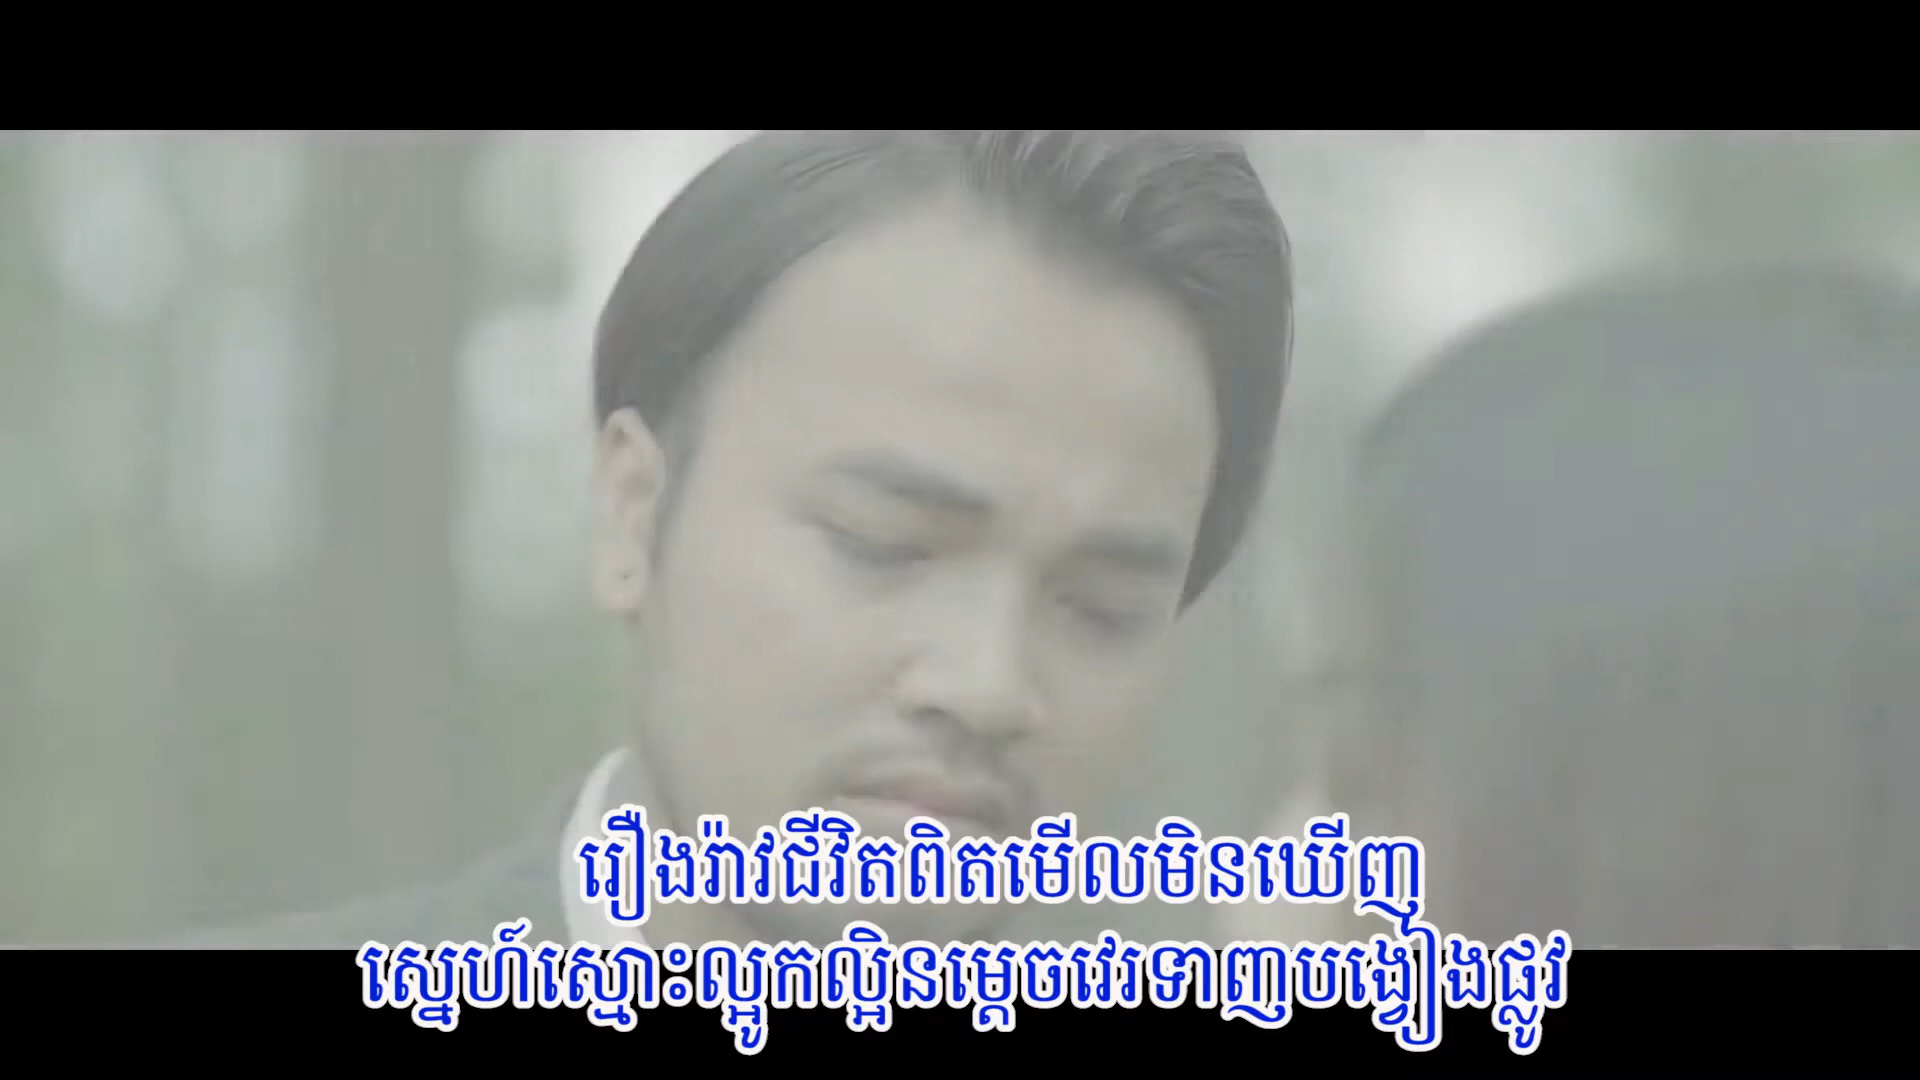 រឿងរ៉ាវជីវិតពិតមើលមិនឃើញ
ស្នេហ៍ស្មោះល្អូកល្អិនម្ដេចវេរទាញបង្វៀងផ្លូវ